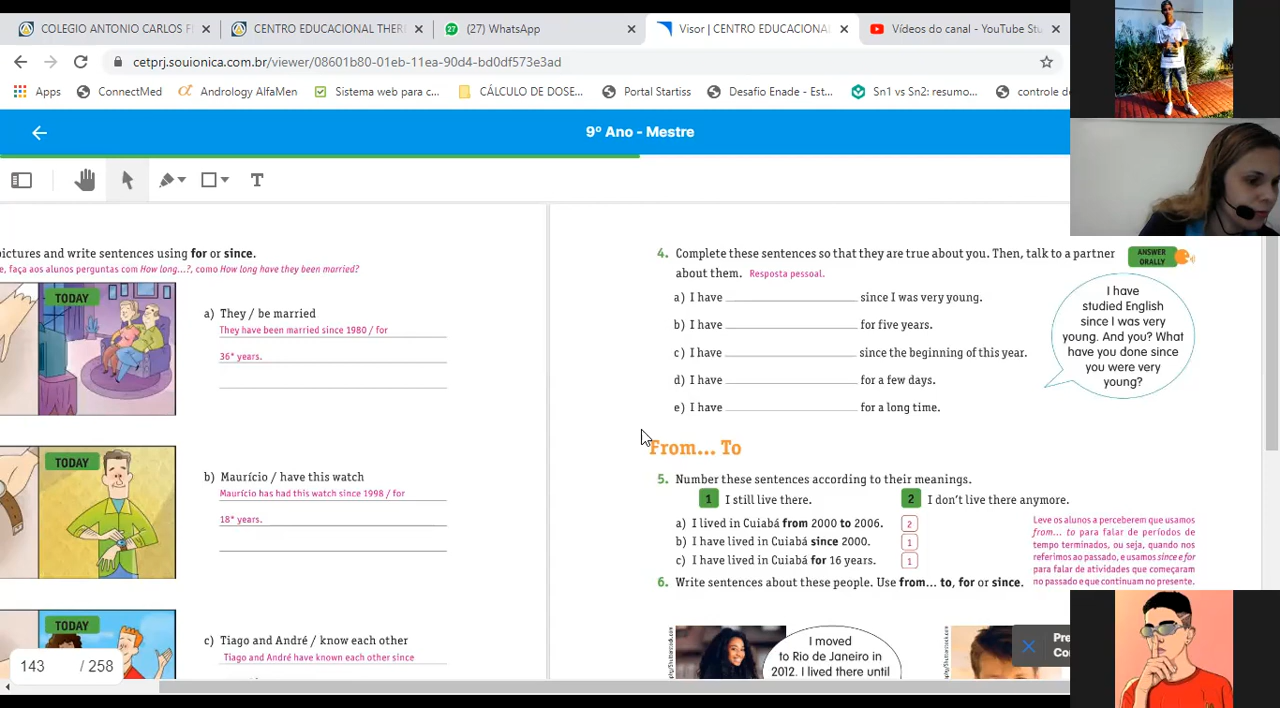 COLEGIO ANTONIO CARLOS F
CENTRO EDUCACIONAL THER
27
(27) WhatsApp
Visor | CENTRO EDUCACIONA
Vídeos do canal - YouTube Stu
cetprj.souionica.com.br/viewer/08601b80-01eb-11ea-90d4-bd0df573e3ad
Apps
ConnectMed
Andrology AlfaMen
Sistema web para c...
CÁLCULO DE DOSE...
Portal Startiss
Desafio Enade - Est...
Sn1 vs Sn2: resumo...
controle d
9º Ano - Mestre
T
pictures and write sentences using for or since.
e, faça aos alunos perguntas com How long...?, como How long have they been married?
TODAY
a) They / be married
They have been married since 1980 / for
36* years.
TODAY
b) Maurício / have this watch
Maurício has had this watch since 1998 / for
18* years.
TODAY
c) Tiago and André / know each other
Tiago and André have known each other since
143 / 258
4. Complete these sentences so that they are true about you. Then, talk to a partner
about them. Resposta pessoal.
ANSWER
ORALLY
a) I have ____ since I was very young.
b) I have ____ for five years.
c) I have ____ since the beginning of this year.
d) I have ____ for a few days.
e) I have ____ for a long time.
I have
studied English
since I was very
young. And you? What
have you done since
you were very
young?
From... To
5. Number these sentences according to their meanings.
1 I still live there.
2 I don't live there anymore.
a) I lived in Cuiabá from 2000 to 2006. 2
b) I have lived in Cuiabá since 2000. 1
c) I have lived in Cuiabá for 16 years. 1
Leve os alunos a perceberem que usamos
from... to para falar de períodos de
tempo terminados, ou seja, quando nos
referimos ao passado, e usamos since e for
para falar de atividades que começaram
no passado e que continuam no presente.
6. Write sentences about these people. Use from... to, for or since.
I moved
to Rio de Janeiro in
2012. I lived there until
Pre
Co